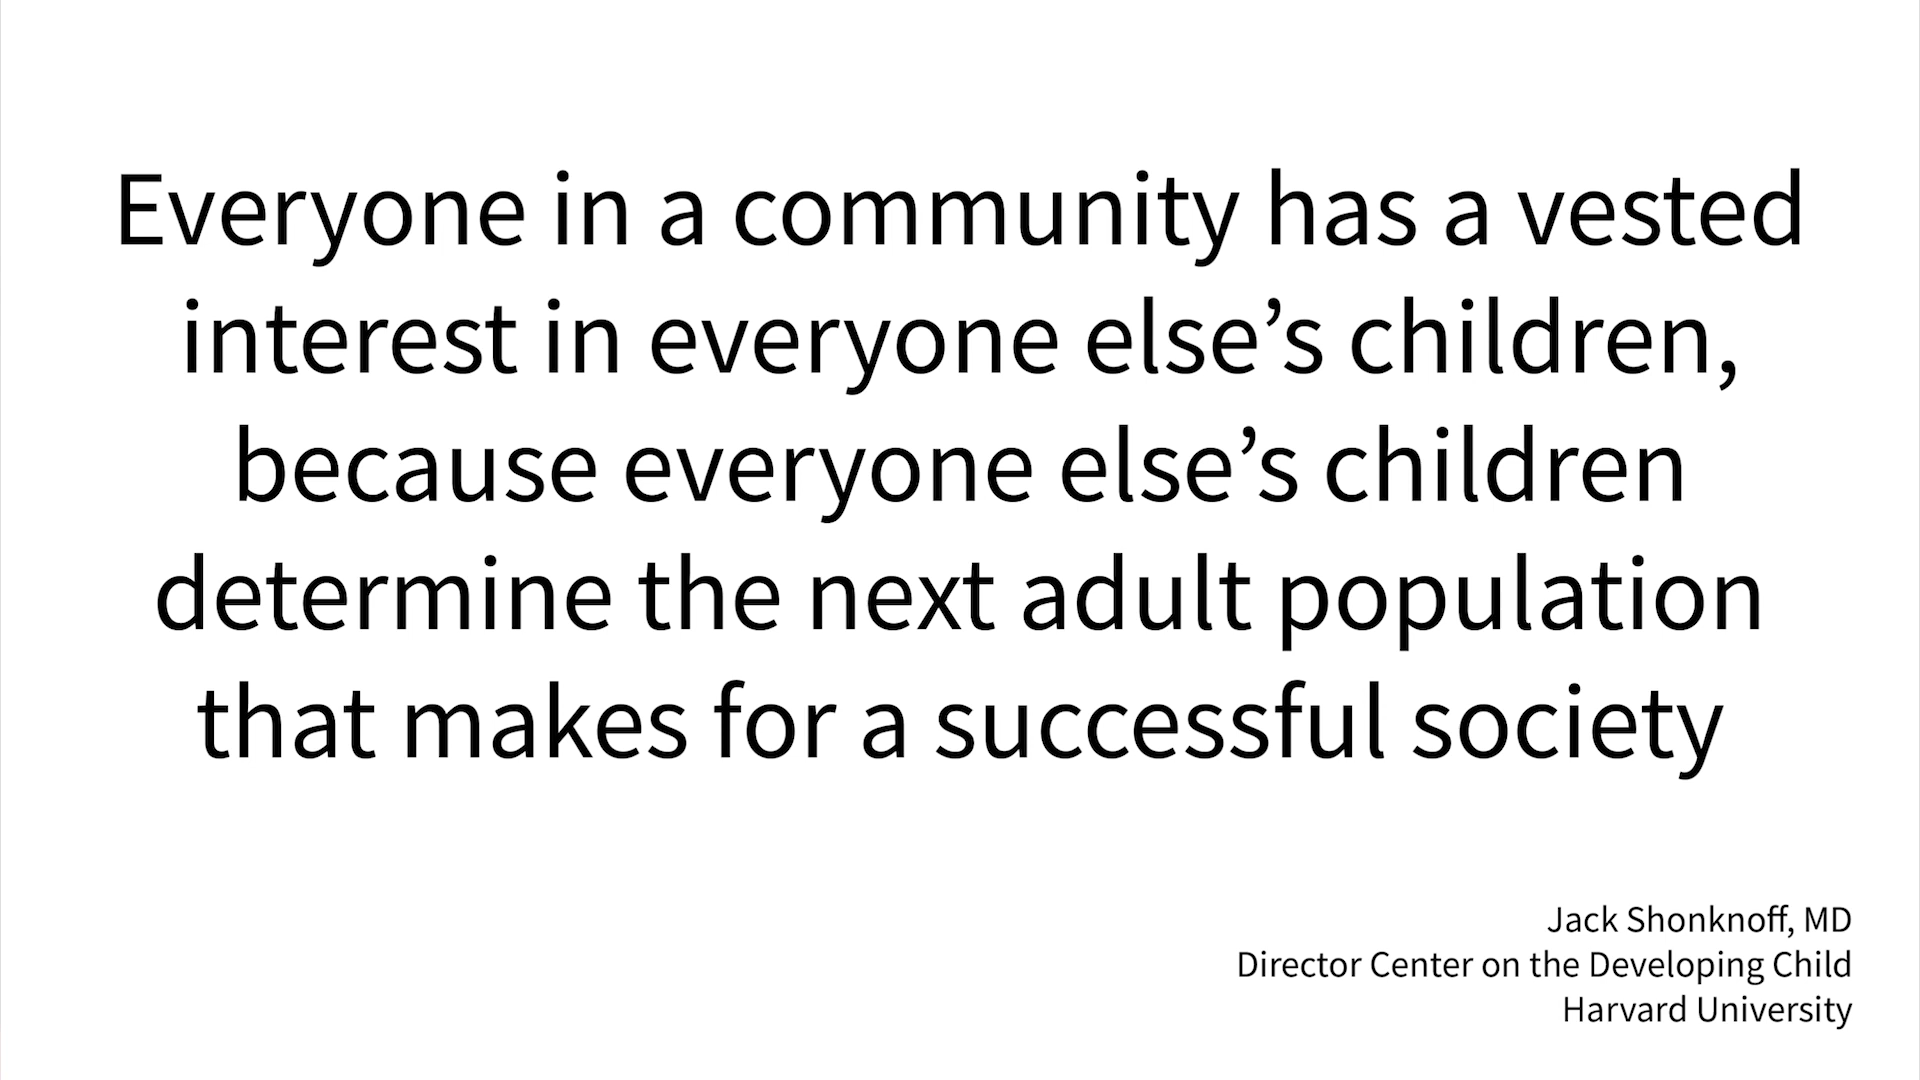 Everyone in a community has a vested
interest in everyone else’s children,
because everyone else’s children
determine the next adult population
that makes for a successful society
Jack Shonknoff, MD
Director Center on the Developing Child
Harvard University